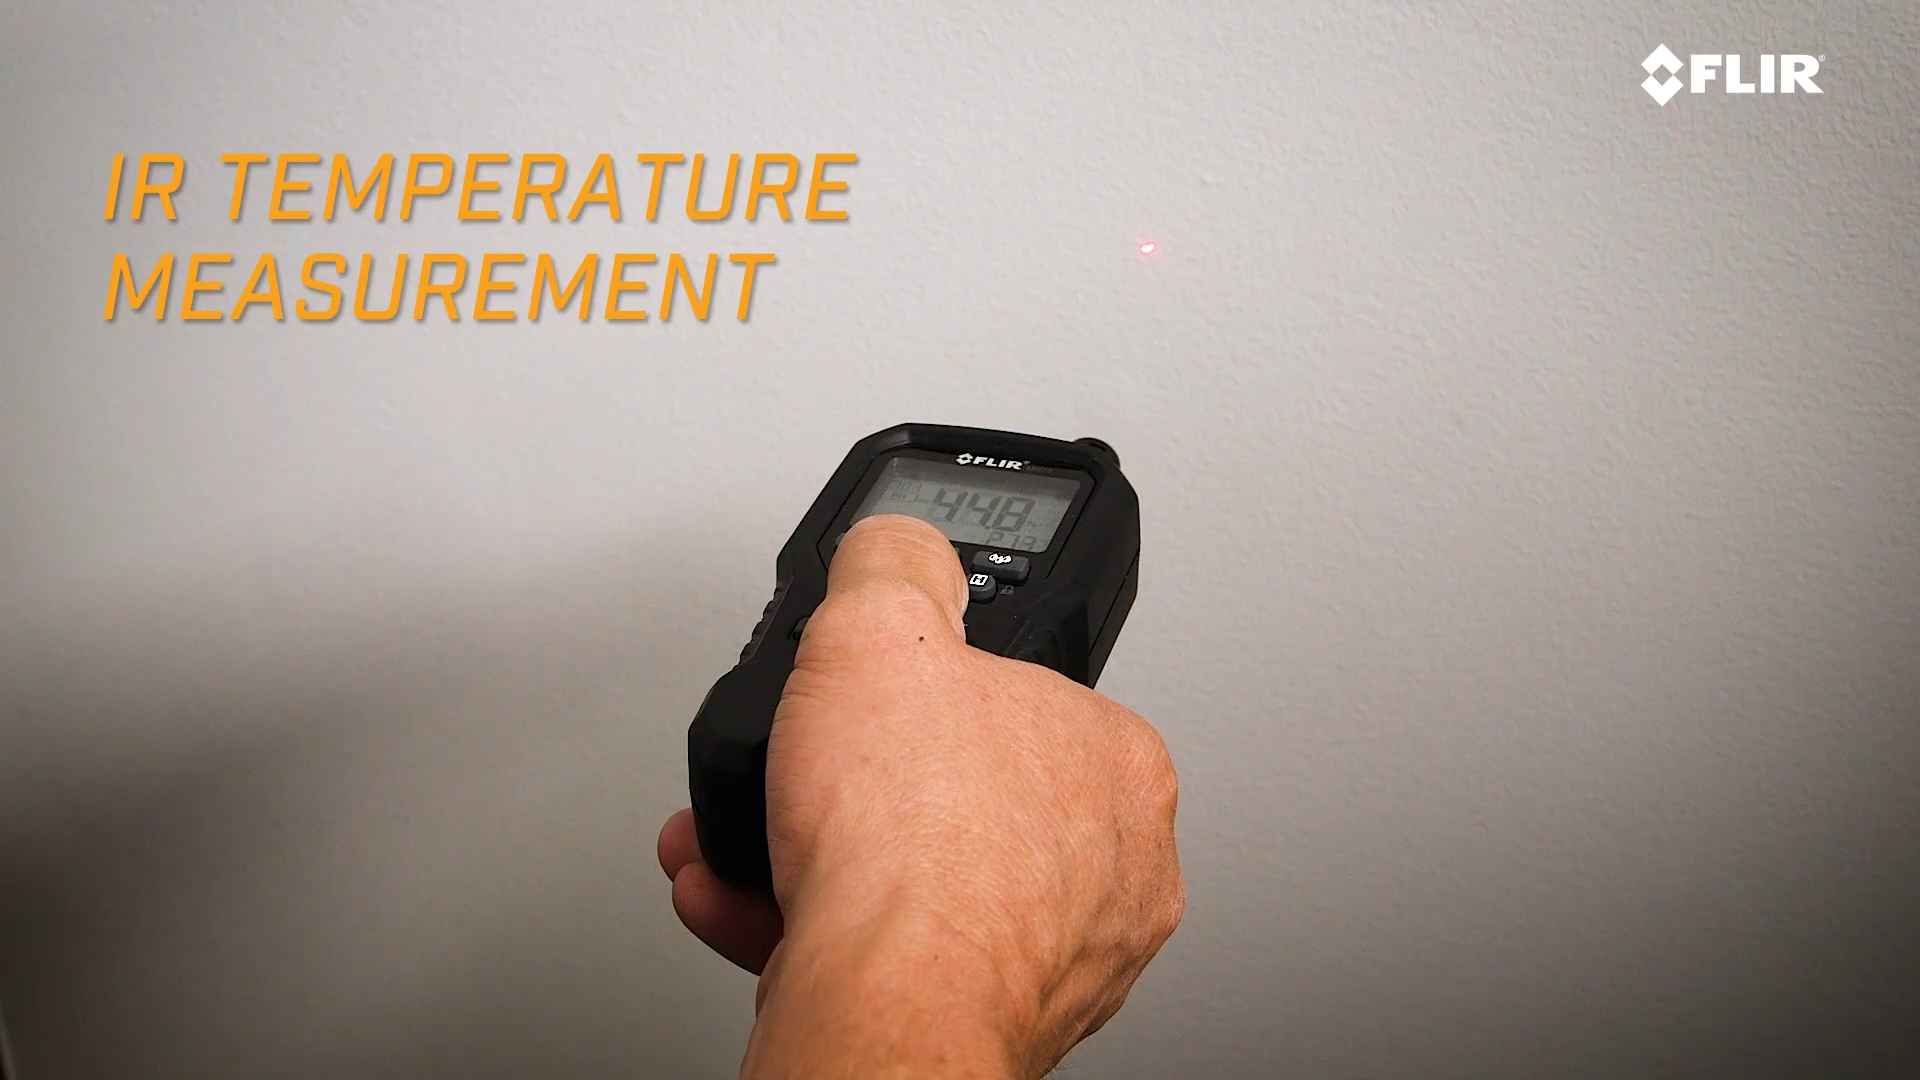 FLIR
IR TEMPERATURE
MEASUREMENT
FLIR
44.8
H